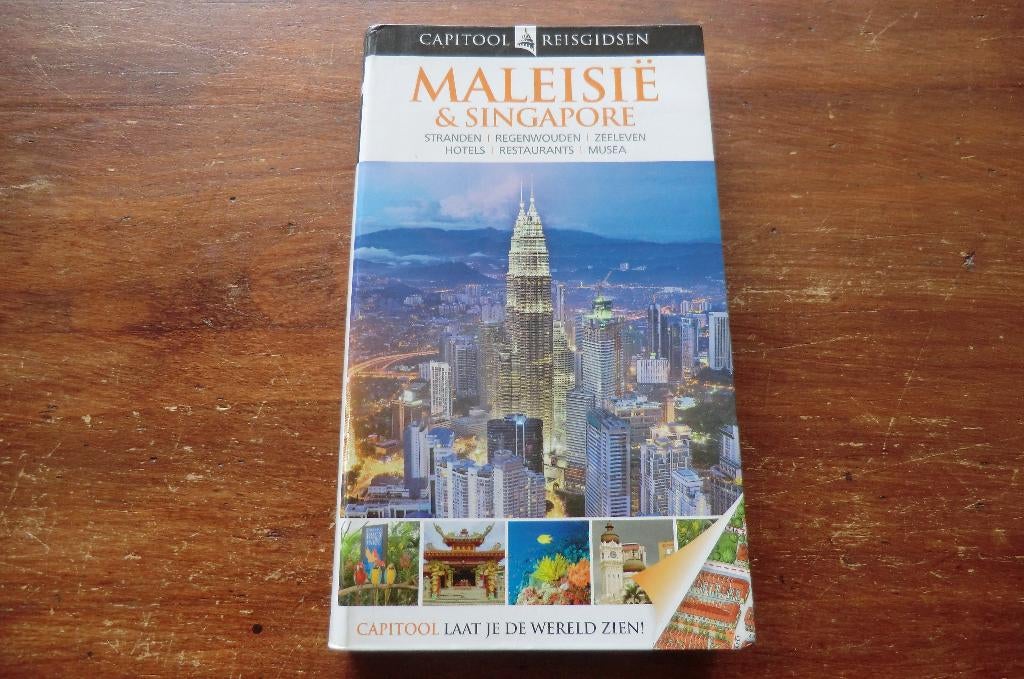 CAPITOOL REISGIDSEN
MALEISIË
& SINGAPORE
STRANDEN | REGENWOUDEN | ZEELEVEN
HOTELS | RESTAURANTS | MUSEA
CAPITOOL LAAT JE DE WERELD ZIEN!